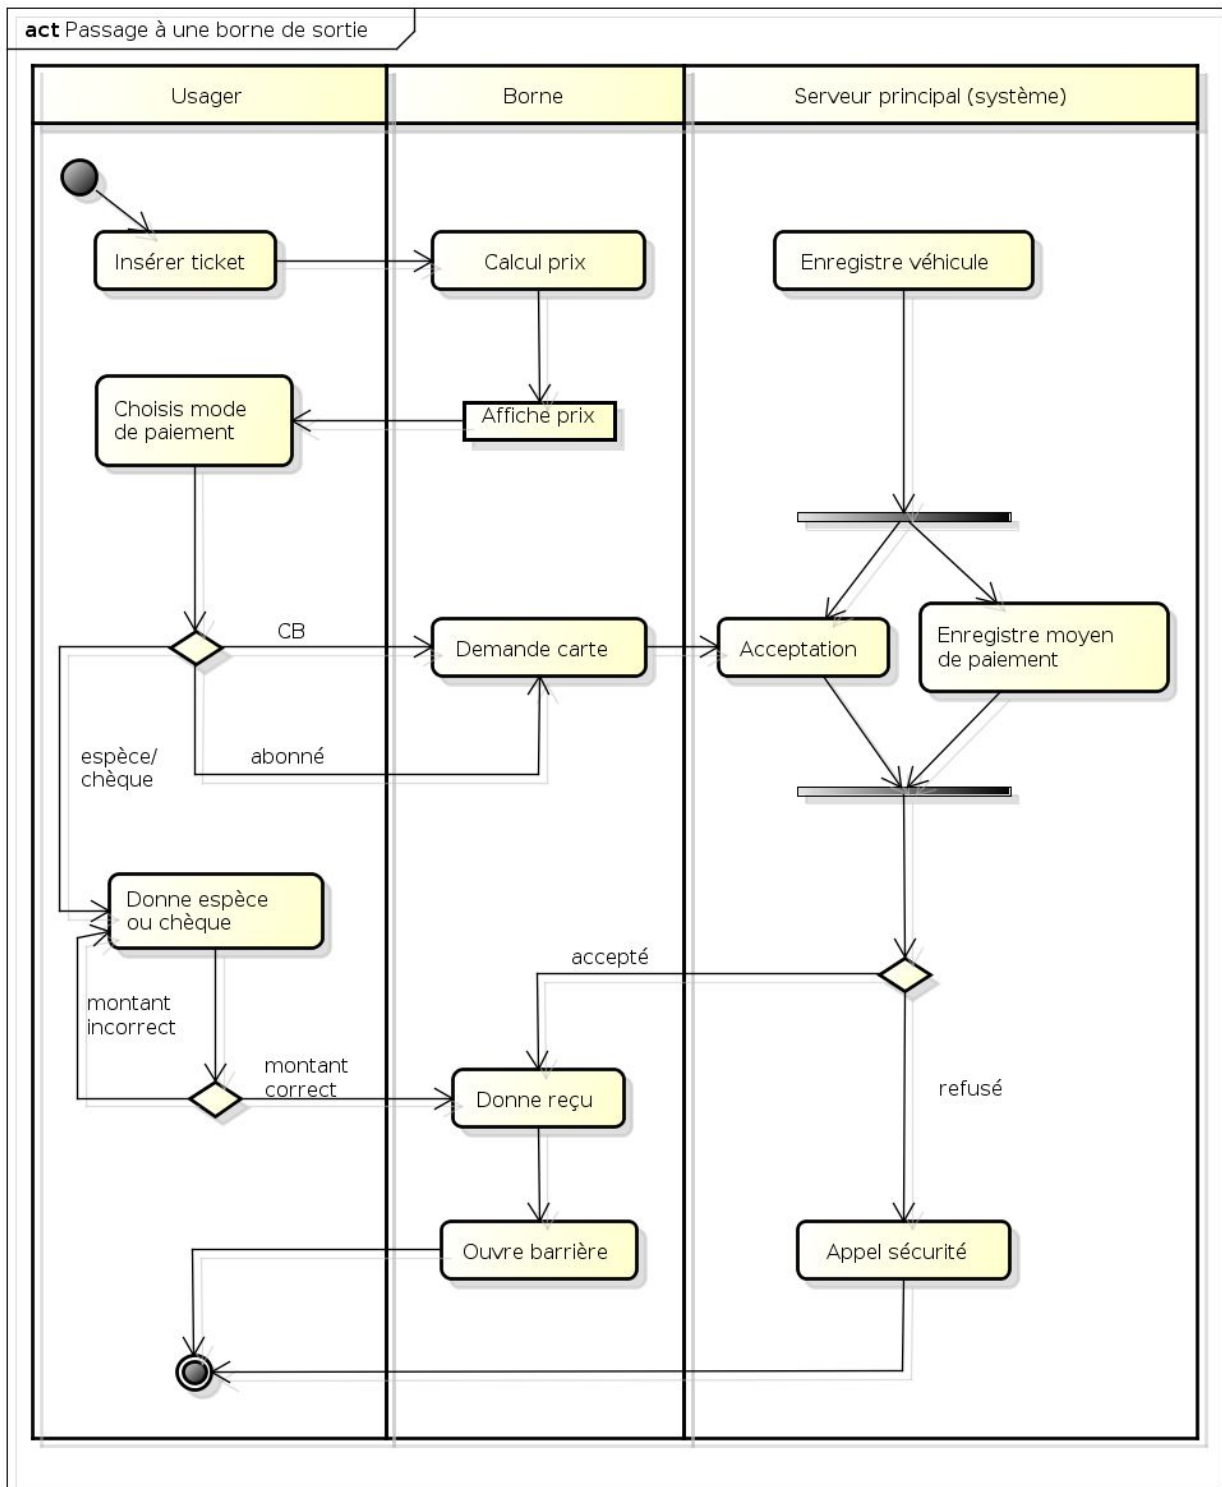 act Passage à une borne de sortie
Usager
Borne
Serveur principal (système)
Insérer ticket
Calcul prix
Enregistre véhicule
Choisis mode
de paiement
Affiche prix
CB
Demande carte
Acceptation
Enregistre moyen
de paiement
espèce/
chèque
abonné
Donne espèce
ou chèque
accepté
montant
incorrect
montant
correct
Donne reçu
refusé
Ouvre barrière
Appel sécurité